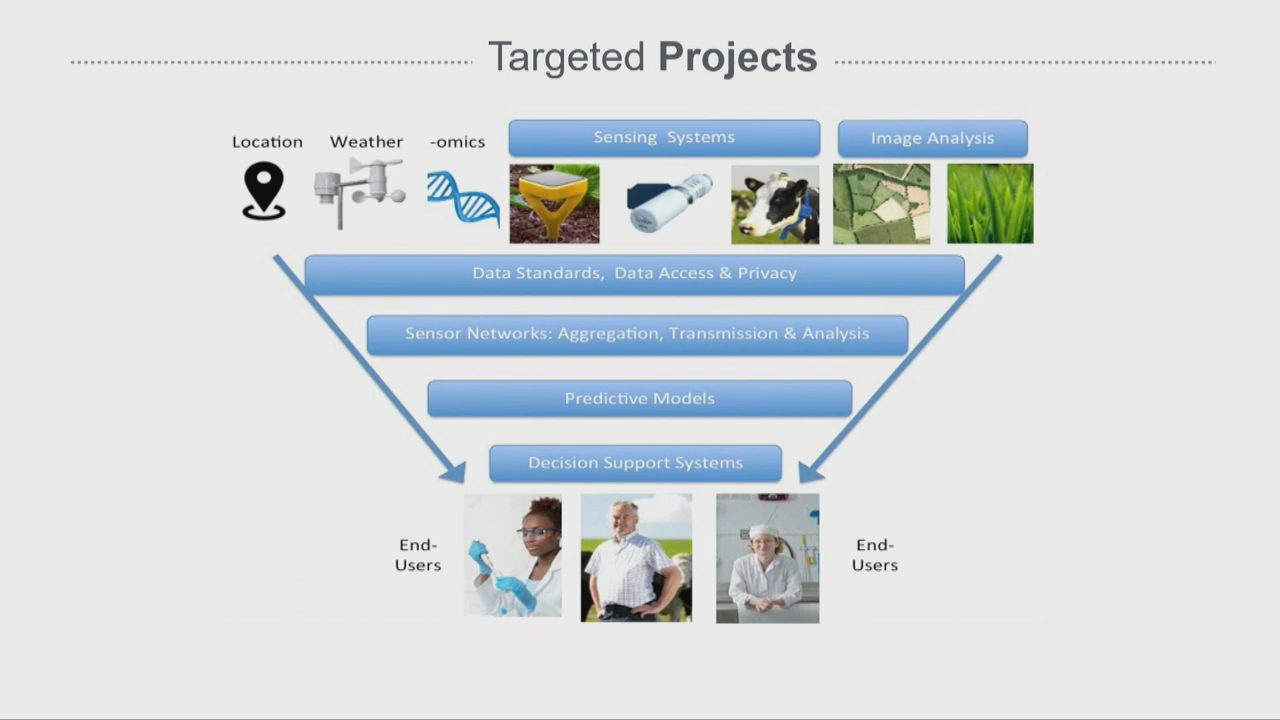 Targeted Projects
Location
Weather
-omics
Sensing Systems
Image Analysis
Data Standards, Data Access & Privacy
Sensor Networks: Aggregation, Transmission & Analysis
Predictive Models
Decision Support Systems
End-
Users
End-
Users